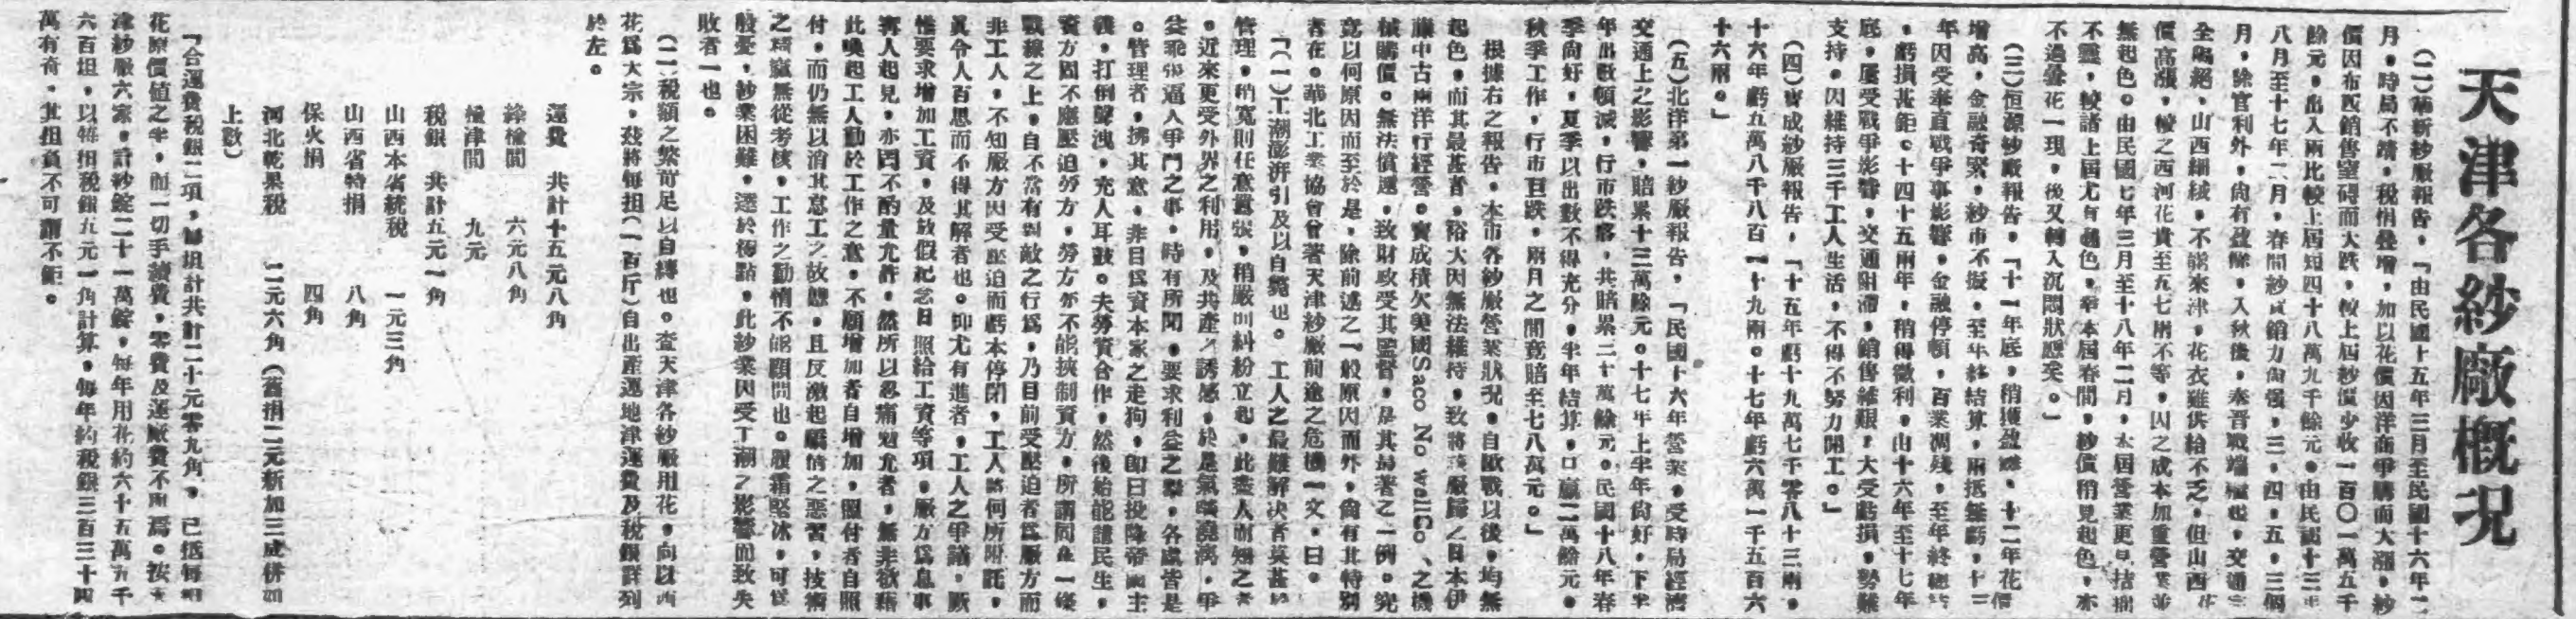 天津各紗廠概況
（二）華新紗廠報告，「由民國十五年三月至民國十六年二
月，時局不靖，稅捐疊增，加以花價因洋商爭購而大漲，紗
價因布匹銷售窒碍而大跌，較上屆紗價少收一百〇一萬五千
餘元，出入兩比較上屆短四十八萬九千餘元。由民國十三年
八月至十七年二月，春間紗貨銷力尚强，三，四，五，三個
月，除官利外，尚有盈餘，入秋後，奉晉戰端，交通
全隔絕，山西細絨，不能來津，花衣雖供給不乏，但山西花
價高漲，較之西河花貴至五七兩不等，因之成本加重營業並
無起色。由民國七年三月至十八年二月，本屆營業更見拮据
不靈，較諸上屆尤有遜色，幸本屆春間，紗價稍見起色，亦
不過曇花一現，後又轉入沉悶狀態矣。」
（三）恒源紗廠報告。「十一年底，稍獲盈餘、十二年花價
增高，金融奇緊，紗市不振，至年終結算，兩抵無虧，十三
年因受奉直戰爭事影響，金融停頓，百業凋殘，至年終總結
，虧損甚鉅。十四十五兩年，稍得微利，由十六年至十七年
底，屢受戰爭影響，交通阻滯，銷售維艱，大受虧損，勢難
支持，因維持三千工人生活，不得不努力開工。」
（四）寶成紗廠報告，「十五年虧十九萬七千零八十三兩。
十六年虧五萬八千八百一十九兩。十七年虧六萬一千五百六
十六兩。」
（五）北洋第一紗廠報告，「民國十六年營業，受時局經濟
交通上之影響，賠累十三萬餘元。十七年上半年尚好，下半
年出數頓減，行市跌落，共賠累二十萬餘元。民國十八年春
季尚好，夏季以出數不得充分，半年結算，口贏二萬餘元。
秋季工作，行市日跌，兩月之間竟賠至七八萬元。」
根據右之報告，本市各紗廠營業狀況，自歐戰以後，均無
起色。而其最甚者，裕大因無法維持，致將該廠歸之日本伊
藤中古兩洋行經營。寶成積欠美國Saco No wallCo、之機
械購價。無法償還，致財政受其監督，是其最著之一例。究
竟以何原因而至於是，除前述之一般原因而外，尙有其特別
者在。華北工業協會曾著天津紗廠前途之危機一文，曰。
「（一）工潮澎湃引及以自斃也。工人之最難解決者莫甚於
管理，稍寬則任意囂張，稍嚴則糾紛立起，此盡人而知之者
。近來更受外界之利用，及共產之誘惑，於是氣燄澆漓，爭
益張逼人爭鬥之事，時有所聞，要求利益之聲，各處皆是
。管理者，拂其意，非目爲資本家之走狗，卽曰投降帝國主
義，打倒聲洩，充人耳鼓。夫勞資合作，然後始能謀民生，
資方固不應壓迫勞方，勞方亦不能挾制資方，所謂同在一條
戰線之上，自不當有對敵之行爲，乃目前受壓迫者爲廠方而
非工人，不知廠方因受壓迫而虧本停閉，工人將何所附託，
眞令人百思而不得其解者也。抑尤有進者，工人之爭議，廠
惟要求增加工資，及放假紀念日照給工資等項，廠方爲息事
寧人起見，亦罔不酌量允許，然所以忍痛勉允者，無非欲藉
此喚起工人動於工作之意，不願增加者自增加，照付者自照
付，而仍無以消其怠工之故態，且反激起驕惰之惡習，技術
之精窳無從考核，工作之勤惰不能顧問也。履霜堅冰，可從
殷憂，紗業困難，達於極點，此紗業因受工潮之影響而致失
敗者一也。
（二）稅額之繁苛足以自縛也。查天津各紗廠用花，向以西
花爲大宗，茲將每担（一百斤）自出產運地津運費及稅銀詳列
於左。
運費　共計十五元八角
綘榆間　六元八角
榆津間　九元
稅銀　共計五元一角
山西本省統稅　一元三角
山西省特捐　八角
保火捐　四角
河北乾果稅　二元六角（舊捐二元新加三成併如
上數）
「合運費稅銀二項，每坦計共計二十元零九角，已抵每坦
花原價值之半，而一切手續費，零費及運廠費不與焉。按天
津紗廠六家，計紗錠二十一萬錠，每年用花約六十五萬五千
六百坦，以每坦稅銀五元一角計算，每年約稅銀三百三十四
萬有奇，其担負不可謂不鉅。